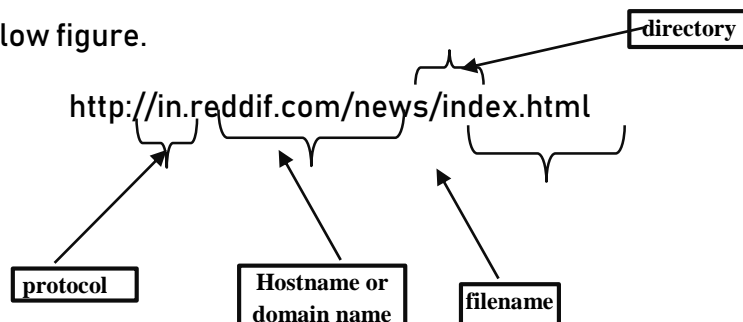 low figure.
directory
http://in.reddif.com/news/index.html
protocol
Hostname or
domain name
filename